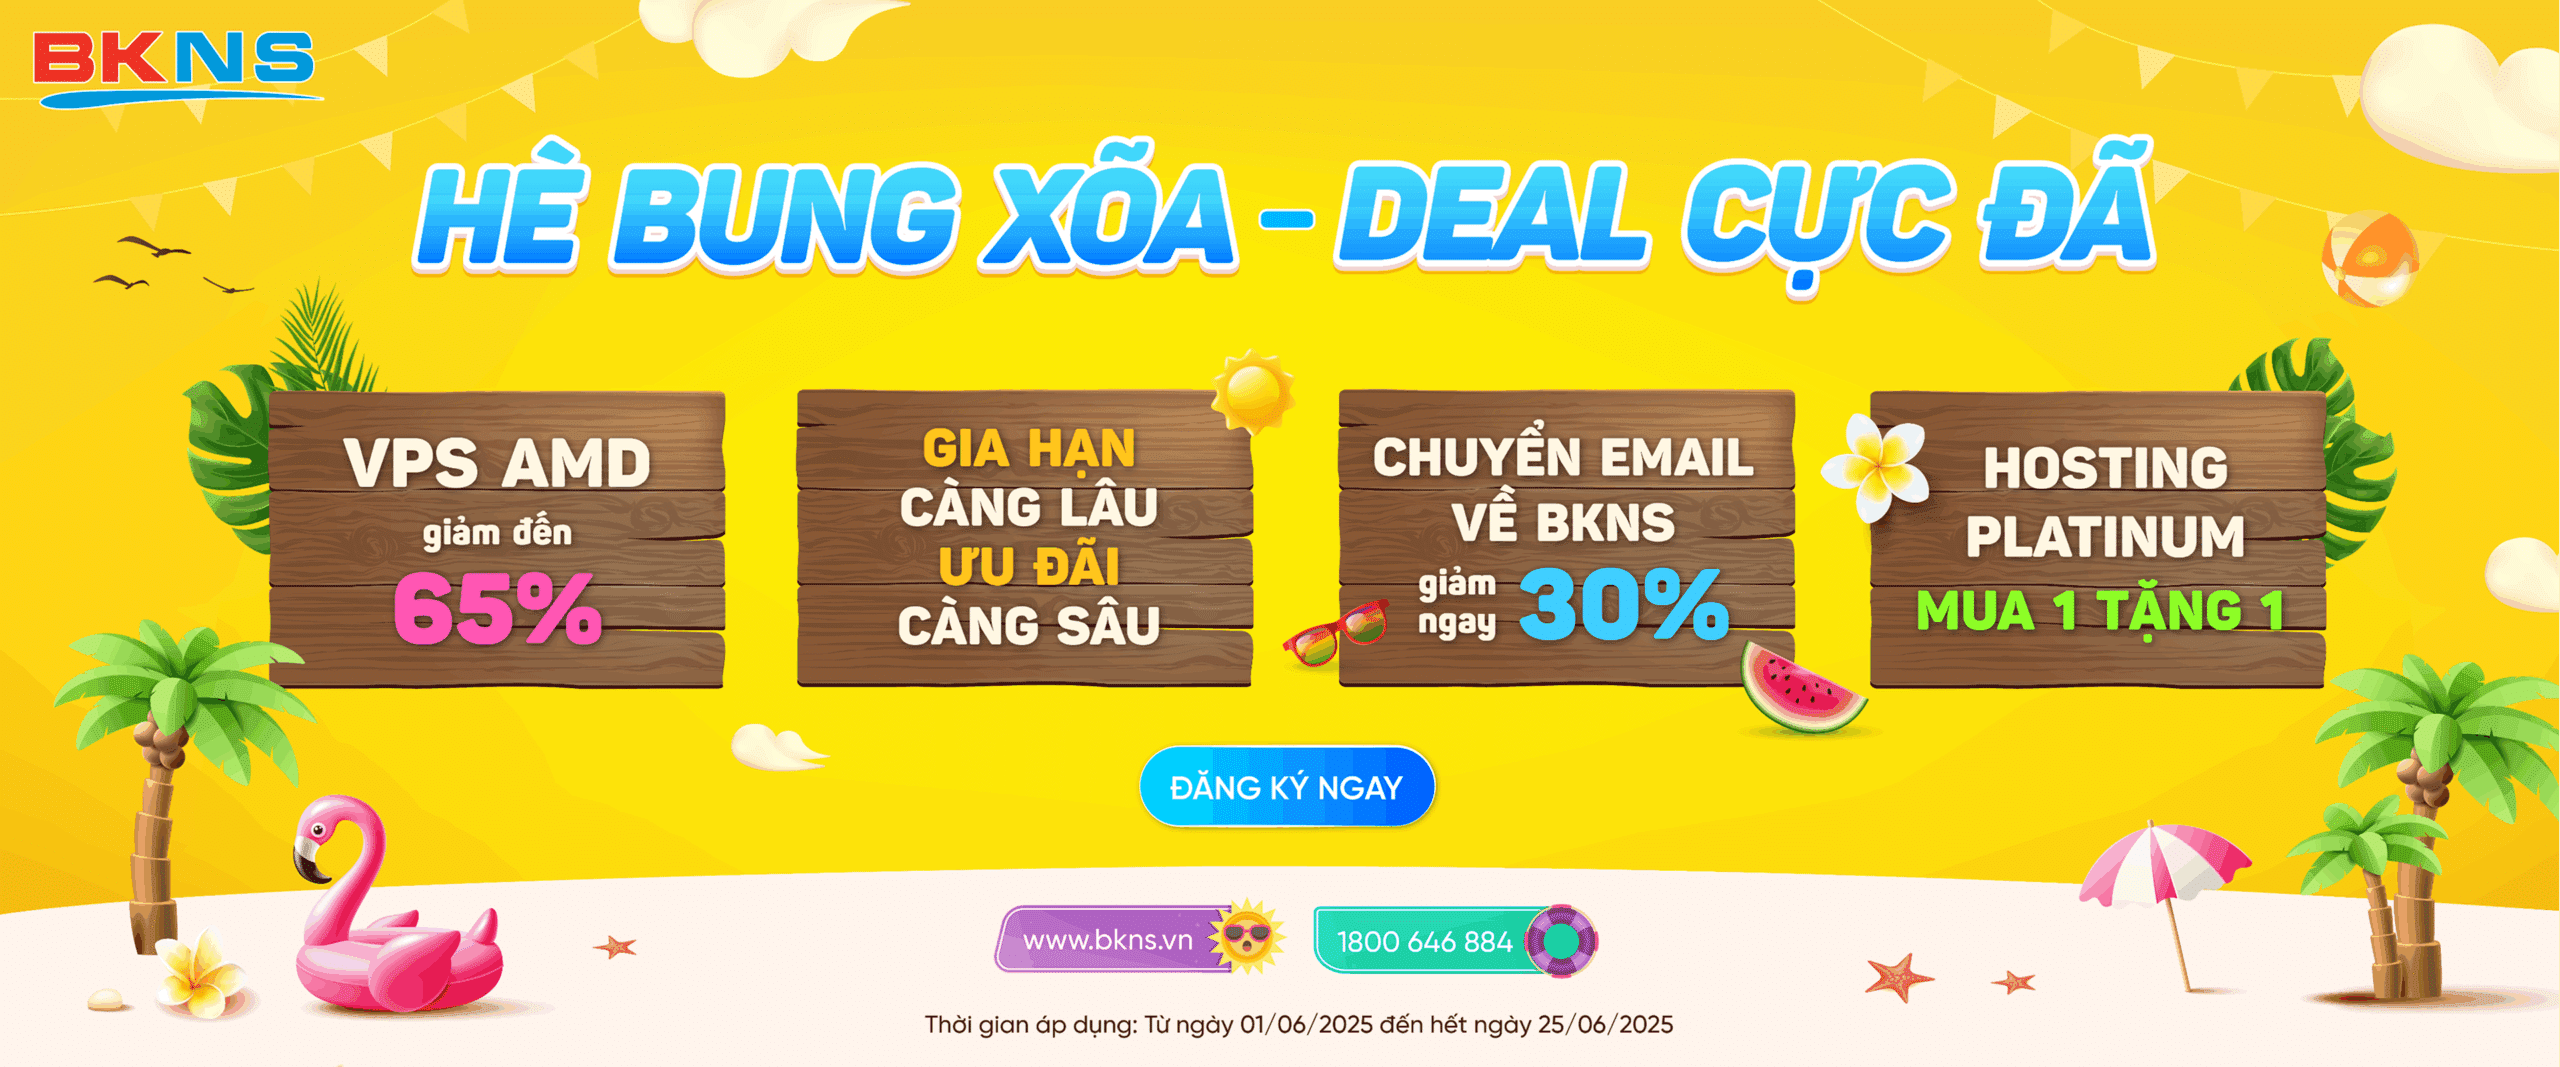 BKNS
HÈ BUNG XÕA - DEAL CỰC ĐÃ
VPS AMD
giảm đến
65%
GIA HẠN
CÀNG LÂU
ƯU ĐÃI
CÀNG SÂU
CHUYỂN EMAIL
VỀ BKNS
giảm
ngay
30%
HOSTING
PLATINUM
MUA 1 TẶNG 1
ĐĂNG KÝ NGAY
www.bkns.vn
1800 646 884
Thời gian áp dụng: Từ ngày 01/06/2025 đến hết ngày 25/06/2025